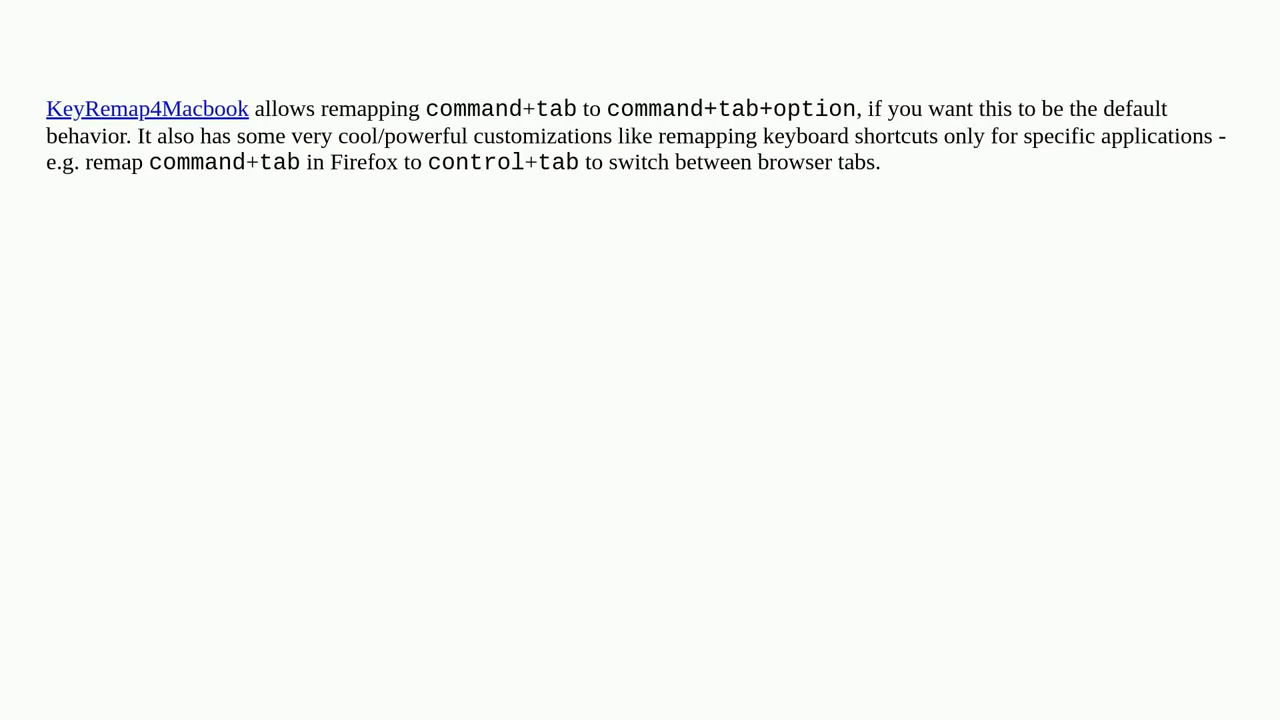 KeyRemap4Macbook allows remapping command+tab to command+tab+option, if you want this to be the default
behavior. It also has some very cool/powerful customizations like remapping keyboard shortcuts only for specific applications -
e.g. remap command+tab in Firefox to control+tab to switch between browser tabs.